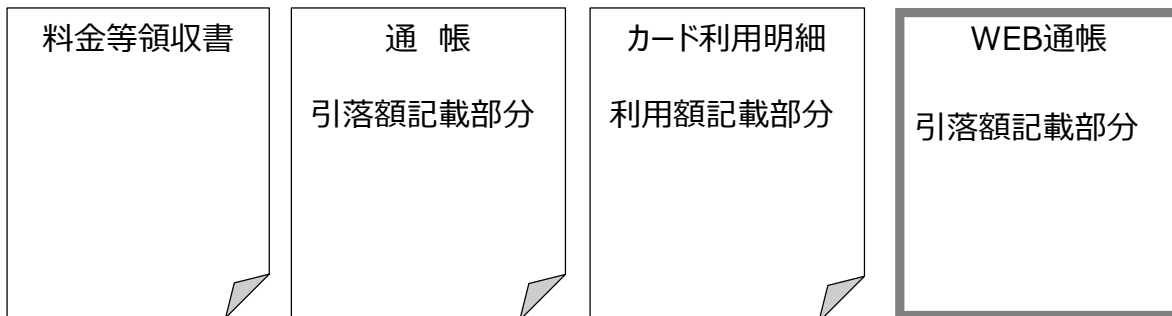 料金等領収書
通 帳
引落額記載部分
カード利用明細
利用額記載部分
WEB通帳
引落額記載部分